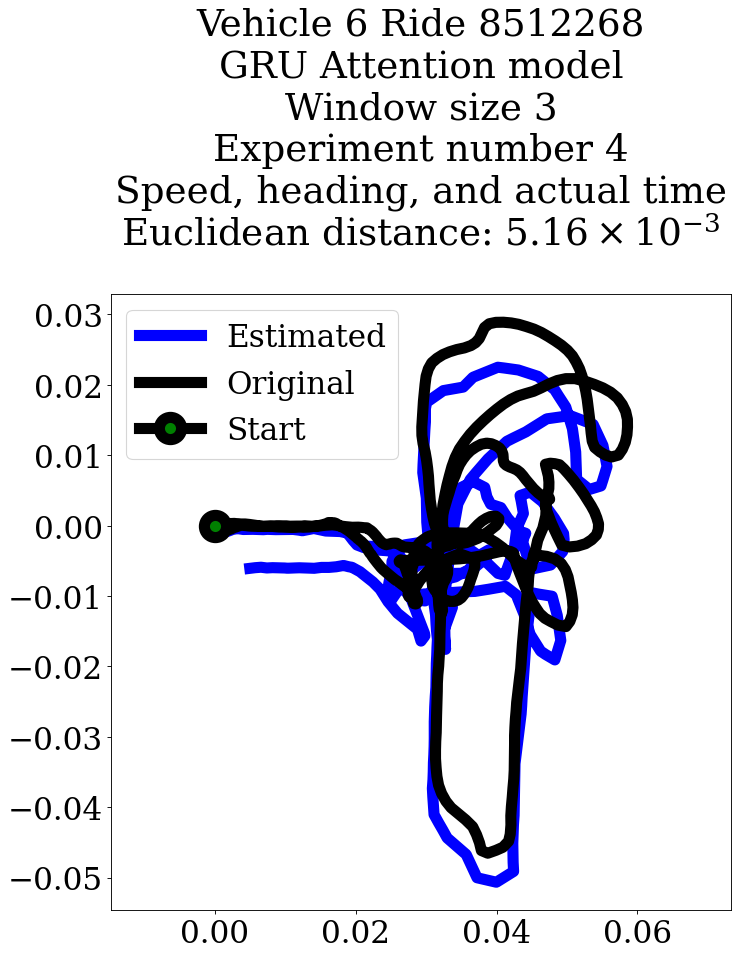 Vehicle 6 Ride 8512268
GRU Attention model
Window size 3
Experiment number 4
Speed, heading, and actual time
Euclidean distance: 5.16 × 10⁻³
Estimated
Original
Start
0.03
0.02
0.01
0.00
−0.01
−0.02
−0.03
−0.04
−0.05
0.00 0.02 0.04 0.06